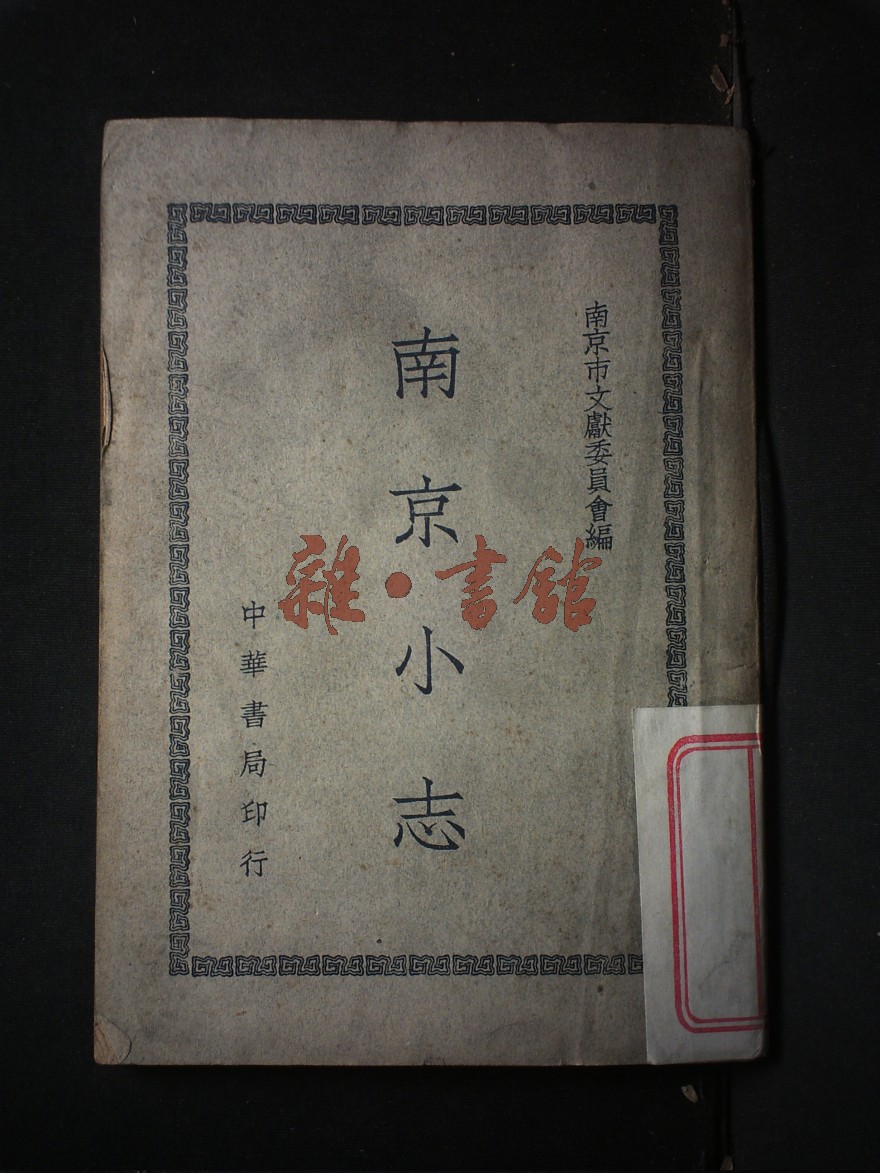 南京市文獻委員會編
南京小志
中華書局印行
雜·書館